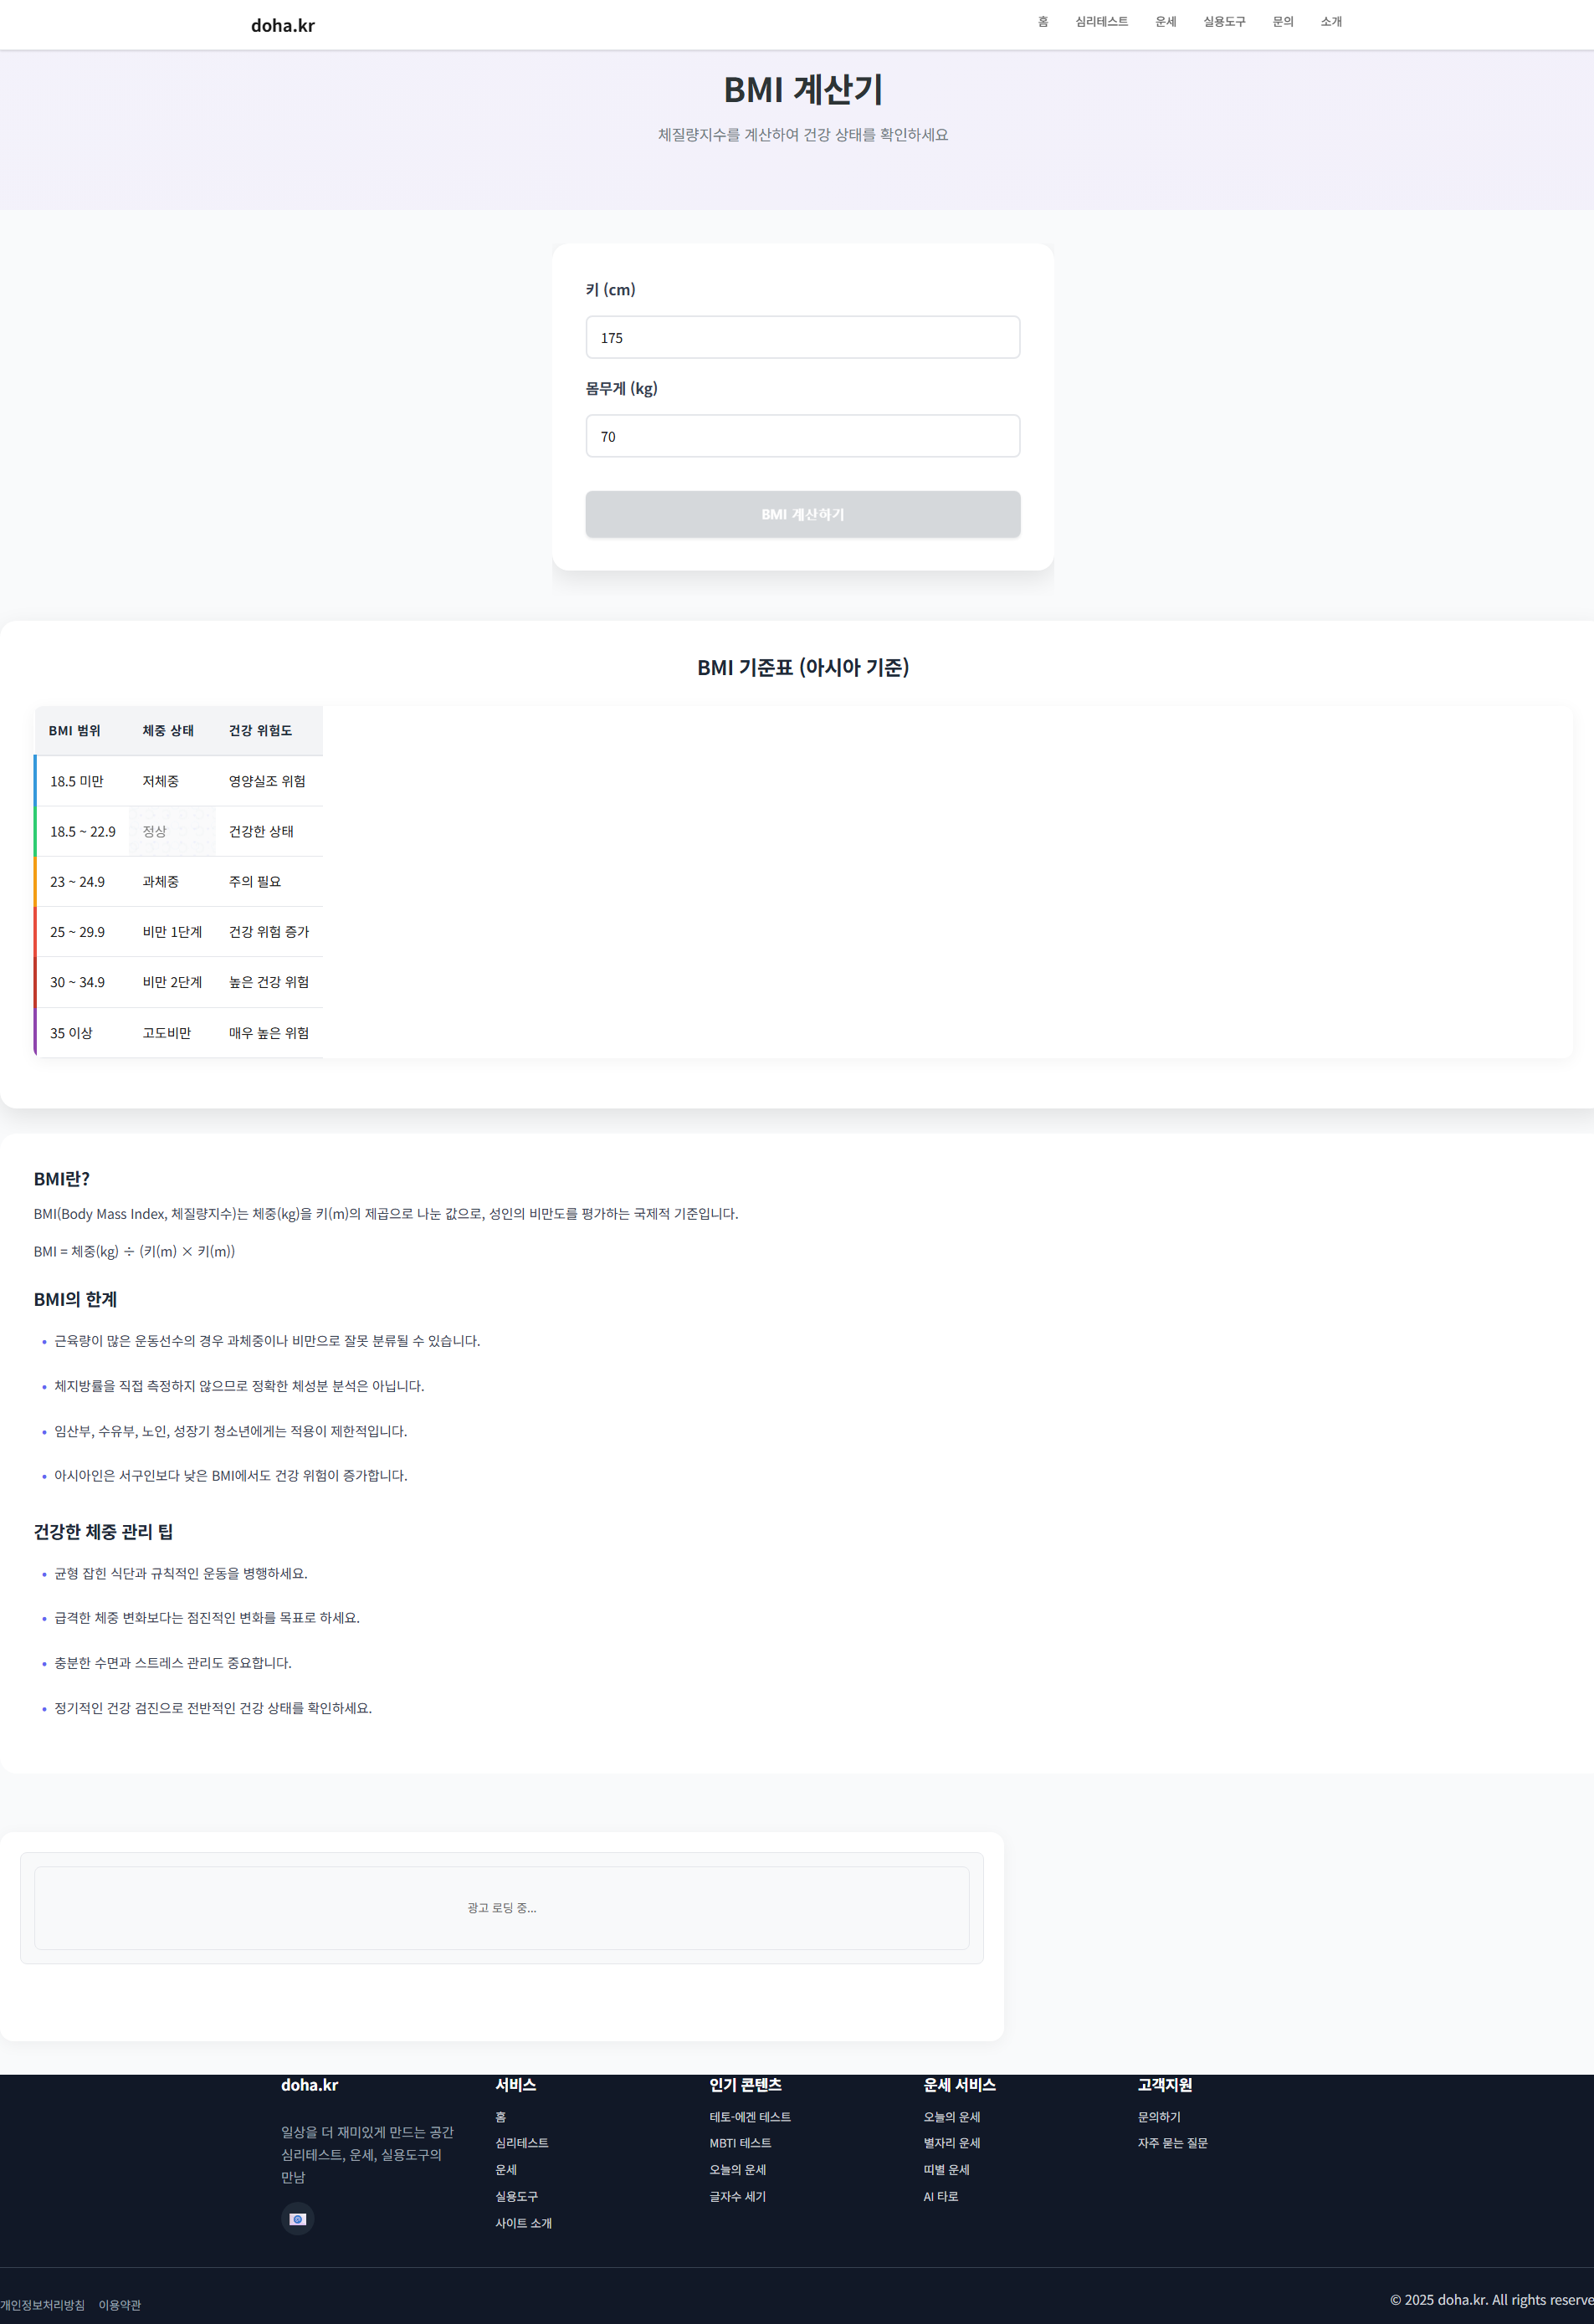 doha.kr
홈 심리테스트 운세 실용도구 문의 소개
BMI 계산기
체질량지수를 계산하여 건강 상태를 확인하세요
키 (cm)
175
몸무게 (kg)
70
BMI 계산하기
BMI 기준표 (아시아 기준)
BMI 범위 체중 상태 건강 위험도
18.5 미만 저체중 영양실조 위험
18.5 ~ 22.9 정상 건강한 상태
23 ~ 24.9 과체중 주의 필요
25 ~ 29.9 비만 1단계 건강 위험 증가
30 ~ 34.9 비만 2단계 높은 건강 위험
35 이상 고도비만 매우 높은 위험
BMI란?
BMI(Body Mass Index, 체질량지수)는 체중(kg)을 키(m)의 제곱으로 나눈 값으로, 성인의 비만도를 평가하는 국제적 기준입니다.
BMI = 체중(kg) ÷ (키(m) × 키(m))
BMI의 한계
• 근육량이 많은 운동선수의 경우 과체중이나 비만으로 잘못 분류될 수 있습니다.
• 체지방률을 직접 측정하지 않으므로 정확한 체성분 분석은 아닙니다.
• 임산부, 수유부, 노인, 성장기 청소년에게는 적용이 제한적입니다.
• 아시아인은 서구인보다 낮은 BMI에서도 건강 위험이 증가합니다.
건강한 체중 관리 팁
• 균형 잡힌 식단과 규칙적인 운동을 병행하세요.
• 급격한 체중 변화보다는 점진적인 변화를 목표로 하세요.
• 충분한 수면과 스트레스 관리도 중요합니다.
• 정기적인 건강 검진으로 전반적인 건강 상태를 확인하세요.
광고 로딩 중...
doha.kr
일상을 더 재미있게 만드는 공간
심리테스트, 운세, 실용도구의
만남
서비스
홈
심리테스트
운세
실용도구
사이트 소개
인기 콘텐츠
테토-에겐 테스트
MBTI 테스트
오늘의 운세
글자수 세기
운세 서비스
오늘의 운세
별자리 운세
띠별 운세
AI 타로
고객지원
문의하기
자주 묻는 질문
개인정보처리방침 이용약관
© 2025 doha.kr. All rights reserve